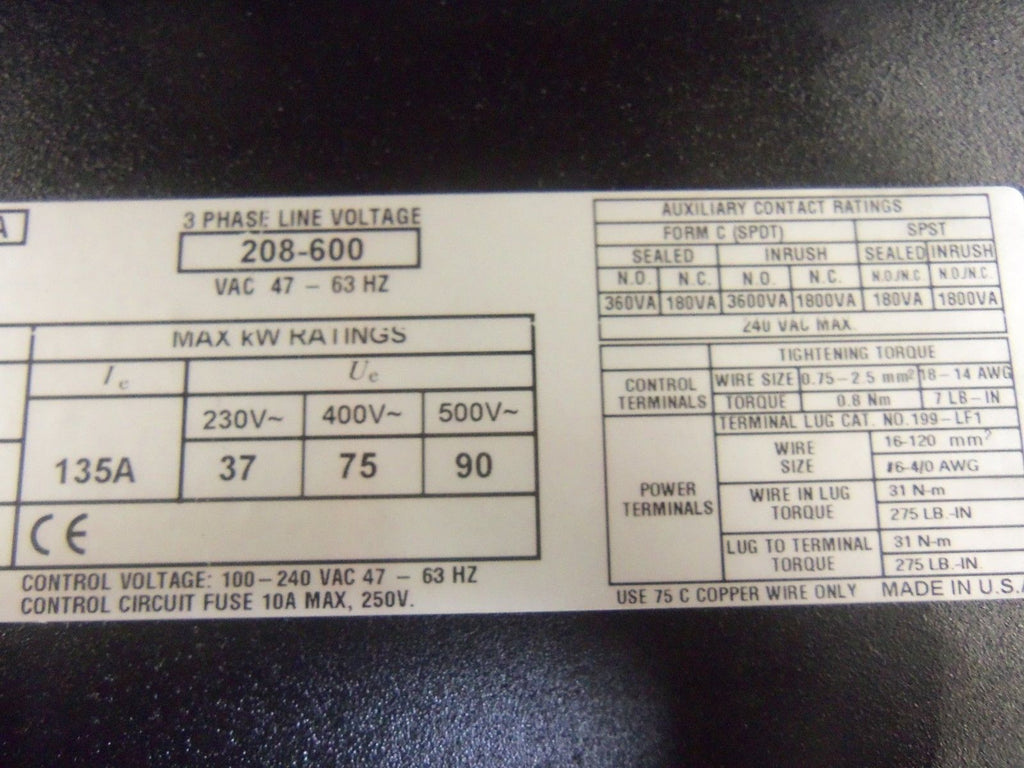 A
3 PHASE LINE VOLTAGE
208-600
VAC 47 – 63 HZ
MAX kW RATINGS
Ie Ue
230V~ 400V~ 500V~
135A 37 75 90
CE
CONTROL VOLTAGE: 100–240 VAC 47 – 63 HZ
CONTROL CIRCUIT FUSE 10A MAX, 250V.
AUXILIARY CONTACT RATINGS
FORM C (SPDT) SPST
SEALED INRUSH SEALED INRUSH
N.O. N.C. N.O. N.C. N.O./N.C N.O./N.C.
360VA 180VA 3600VA 1800VA 180VA 1800VA
240 VAC MAX.
TIGHTENING TORQUE
CONTROL TERMINALS WIRE SIZE 0.75–2.5 mm² 18–14 AWG
TORQUE 0.8 Nm 7 LB–IN
TERMINAL LUG CAT. NO. 199–LF1
POWER TERMINALS
WIRE SIZE 16-120 mm²
#6-4/0 AWG
WIRE IN LUG TORQUE 31 N-m
275 LB.-IN
LUG TO TERMINAL TORQUE 31 N-m
275 LB.-IN.
USE 75 C COPPER WIRE ONLY MADE IN U.S.A